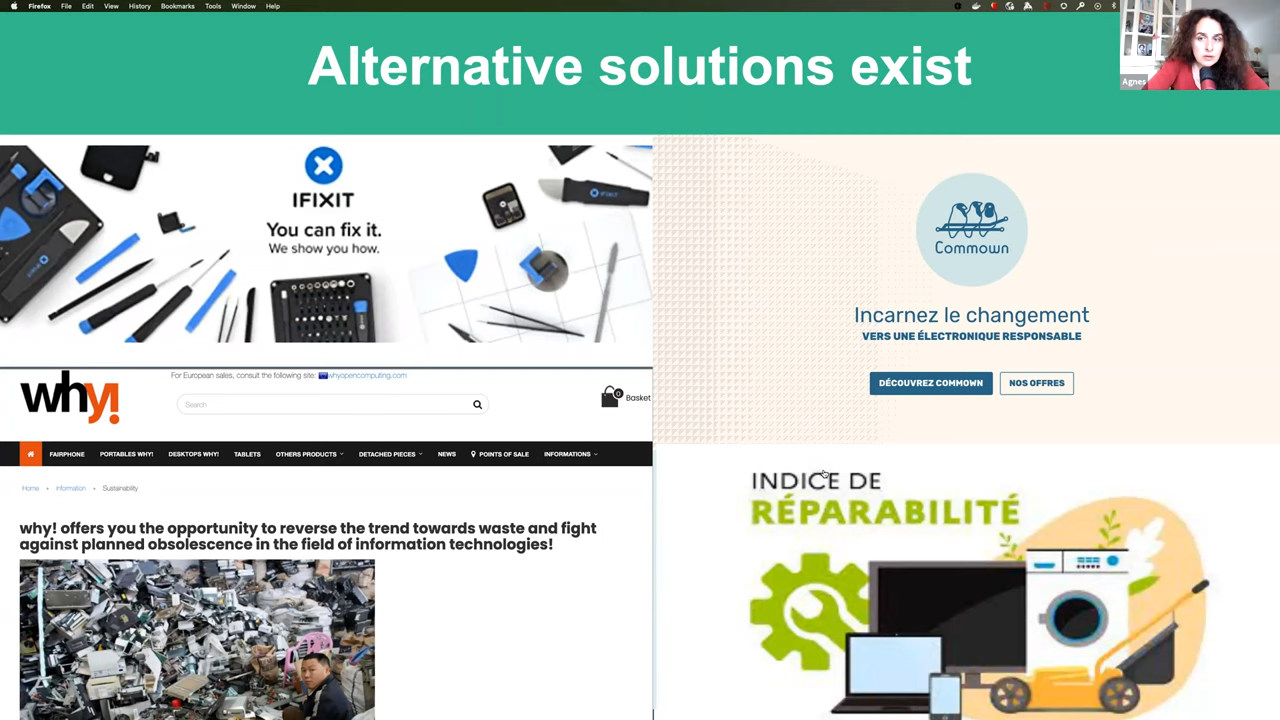 Firefox File Edit View History Bookmarks Tools Window Help
Alternative solutions exist
Agnes
IFIXIT
You can fix it.
We show you how.
Commown
Incarnez le changement
VERS UNE ÉLECTRONIQUE RESPONSABLE
DÉCOUVREZ COMMOWN NOS OFFRES
For European sales, consult the following site: whyopencomputing.com
why!
Search
0 Basket
FAIRPHONE PORTABLES WHY! DESKTOPS WHY! TABLETS OTHERS PRODUCTS DETACHED PIECES NEWS POINTS OF SALE INFORMATIONS
Home Information Sustainability
why! offers you the opportunity to reverse the trend towards waste and fight
against planned obsolescence in the field of information technologies!
INDICE DE
RÉPARABILITÉ